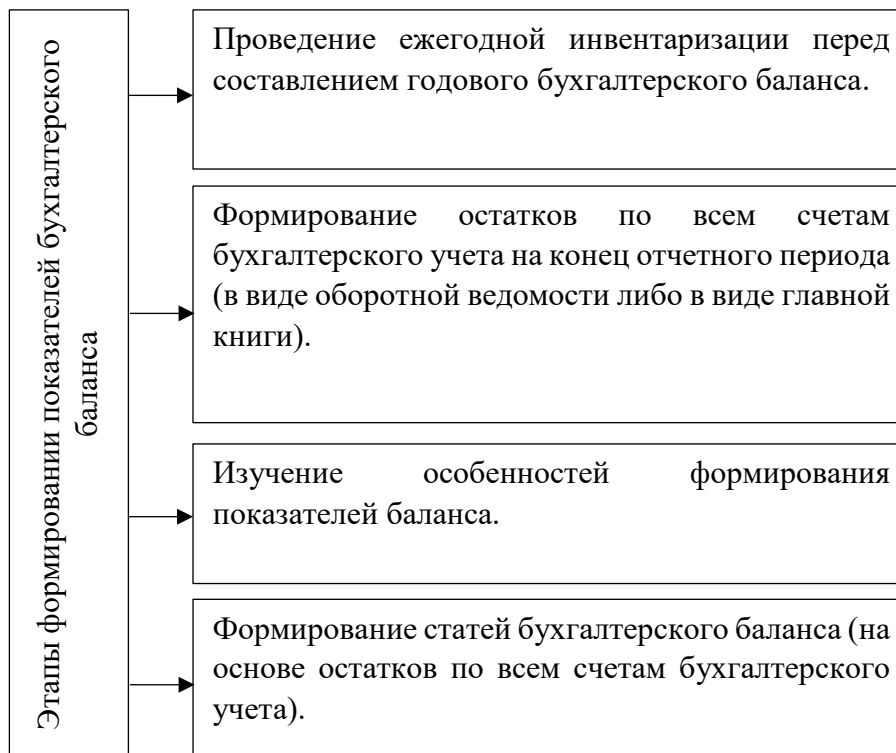 Этапы формировании показателей бухгалтерского
баланса
Проведение ежегодной инвентаризации перед
составлением годового бухгалтерского баланса.
Формирование остатков по всем счетам
бухгалтерского учета на конец отчетного периода
(в виде оборотной ведомости либо в виде главной
книги).
Изучение особенностей формирования
показателей баланса.
Формирование статей бухгалтерского баланса (на
основе остатков по всем счетам бухгалтерского
учета).